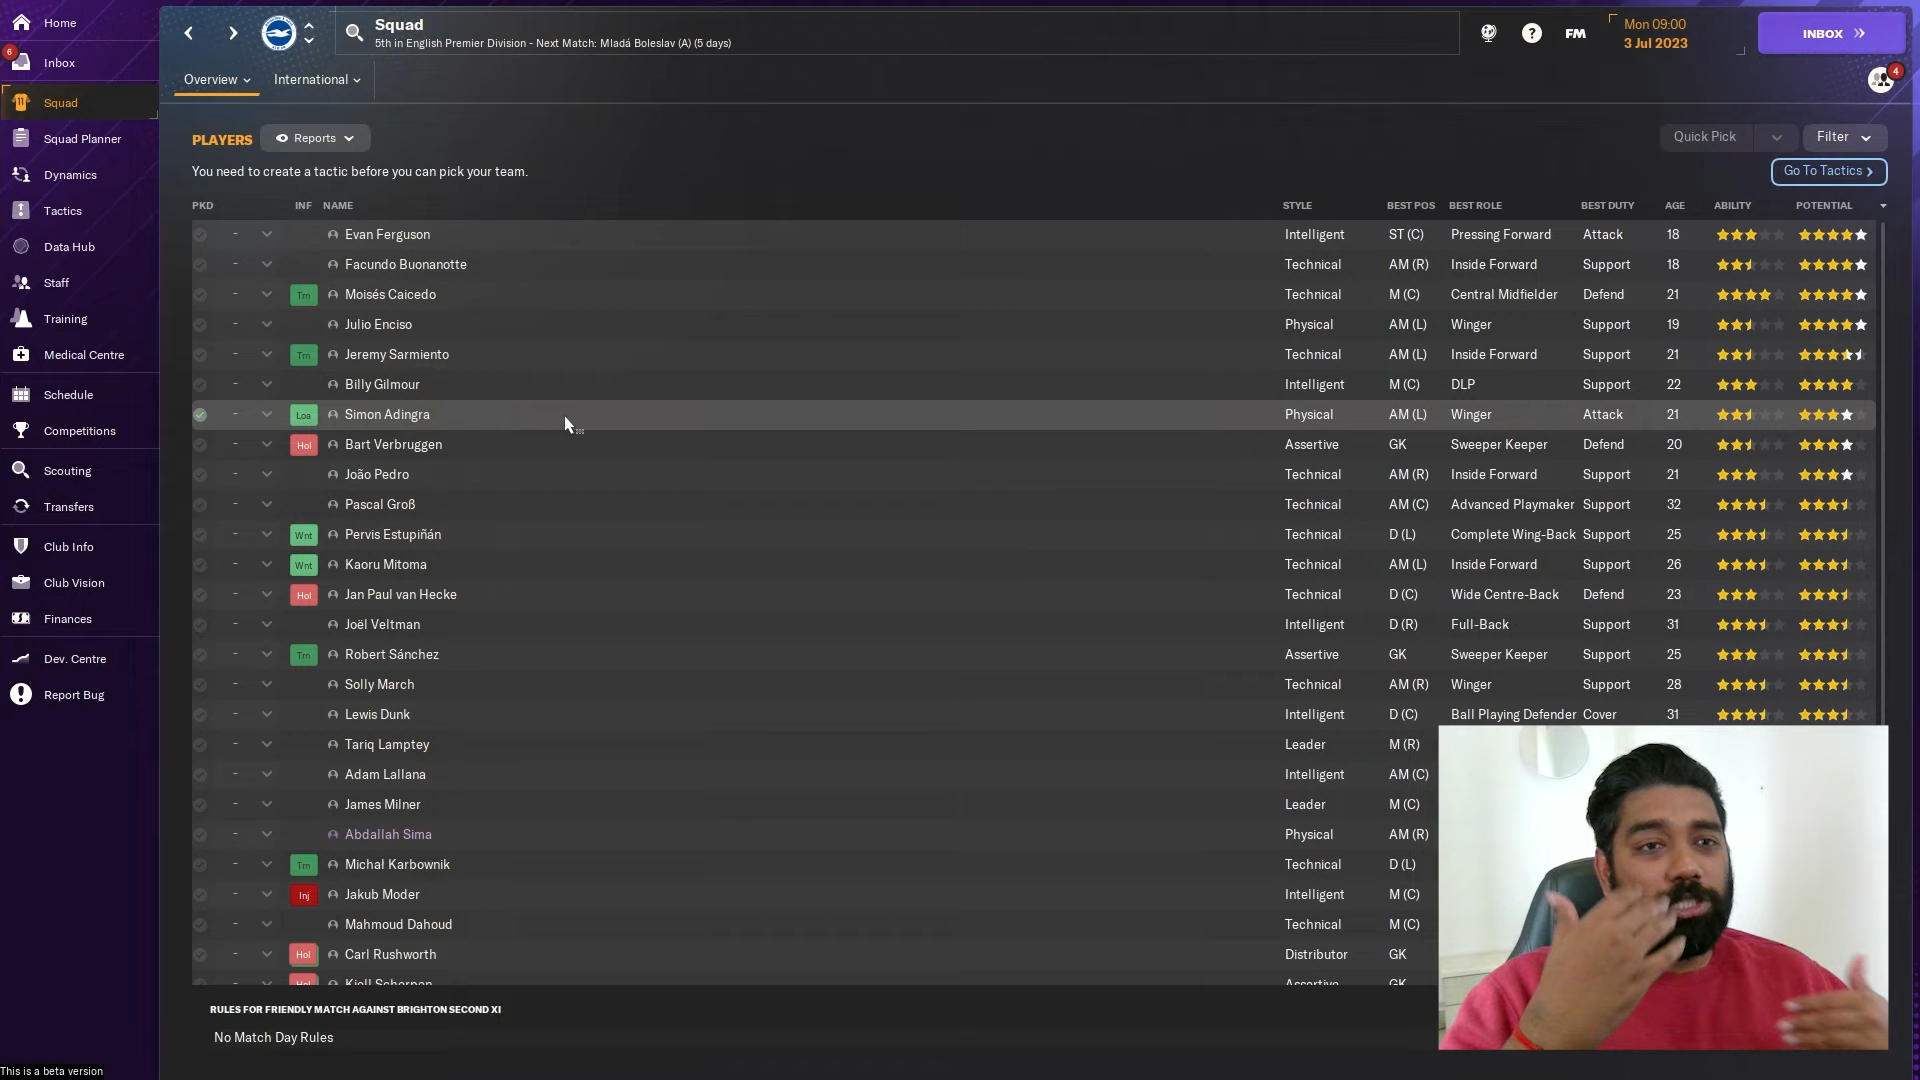 Home
6
Inbox
Squad
Squad Planner
Dynamics
Tactics
Data Hub
Staff
Training
Medical Centre
Schedule
Competitions
Scouting
Transfers
Club Info
Club Vision
Finances
Dev. Centre
Report Bug
This is a beta version
Squad
5th in English Premier Division - Next Match: Mladá Boleslav (A) (5 days)
FM
Mon 09:00
3 Jul 2023
INBOX
Overview International
4
PLAYERS Reports Quick Pick Filter
You need to create a tactic before you can pick your team. Go To Tactics
PKD INF NAME STYLE BEST POS BEST ROLE BEST DUTY AGE ABILITY POTENTIAL
- Evan Ferguson Intelligent ST (C) Pressing Forward Attack 18
- Facundo Buonanotte Technical AM (R) Inside Forward Support 18
- Trn Moisés Caicedo Technical M (C) Central Midfielder Defend 21
- Julio Enciso Physical AM (L) Winger Support 19
- Trn Jeremy Sarmiento Technical AM (L) Inside Forward Support 21
- Billy Gilmour Intelligent M (C) DLP Support 22
- Loa Simon Adingra Physical AM (L) Winger Attack 21
- Hol Bart Verbruggen Assertive GK Sweeper Keeper Defend 20
- João Pedro Technical AM (R) Inside Forward Support 21
- Pascal Groß Technical AM (C) Advanced Playmaker Support 32
- Wnt Pervis Estupiñán Technical D (L) Complete Wing-Back Support 25
- Wnt Kaoru Mitoma Technical AM (L) Inside Forward Support 26
- Hol Jan Paul van Hecke Technical D (C) Wide Centre-Back Defend 23
- Joël Veltman Intelligent D (R) Full-Back Support 31
- Trn Robert Sánchez Assertive GK Sweeper Keeper Support 25
- Solly March Technical AM (R) Winger Support 28
- Lewis Dunk Intelligent D (C) Ball Playing Defender Cover 31
- Tariq Lamptey Leader M (R)
- Adam Lallana Intelligent AM (C)
- James Milner Leader M (C)
- Abdallah Sima Physical AM (R)
- Trn Michał Karbownik Technical D (L)
- Inj Jakub Moder Intelligent M (C)
- Mahmoud Dahoud Technical M (C)
- Hol Carl Rushworth Distributor GK
Hol Kjell Scherpen Assertive GK
RULES FOR FRIENDLY MATCH AGAINST BRIGHTON SECOND XI
No Match Day Rules